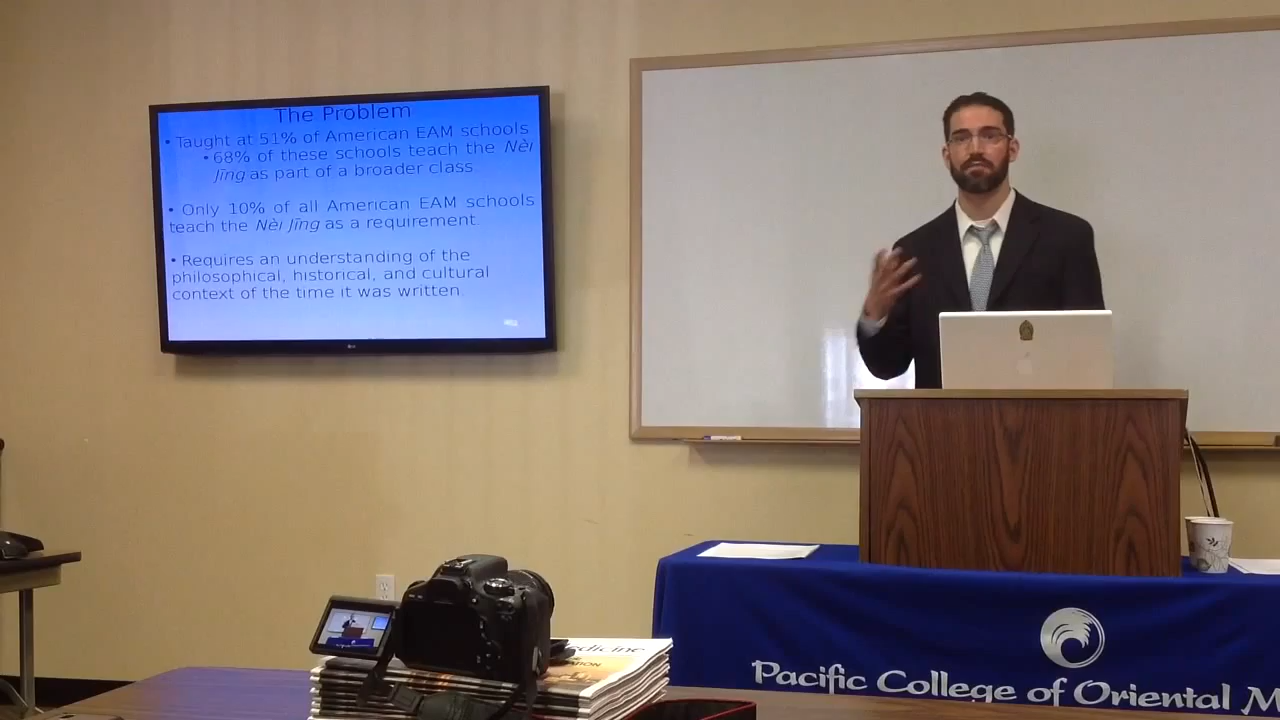 The Problem
• Taught at 51% of American EAM schools
• 68% of these schools teach the Nèi
Jīng as part of a broader class.
• Only 10% of all American EAM schools
teach the Nèi Jīng as a requirement.
• Requires an understanding of the
philosophical, historical, and cultural
context of the time it was written.
LG
Pacific College of Oriental M